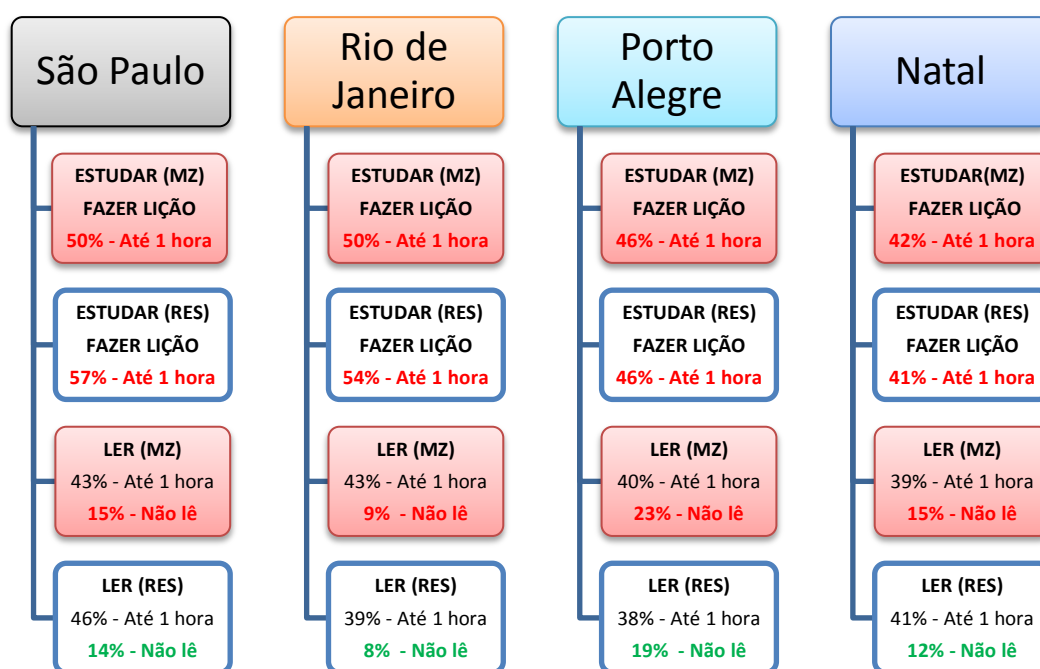 São Paulo
ESTUDAR (MZ)
FAZER LIÇÃO
50% - Até 1 hora
ESTUDAR (RES)
FAZER LIÇÃO
57% - Até 1 hora
LER (MZ)
43% - Até 1 hora
15% - Não lê
LER (RES)
46% - Até 1 hora
14% - Não lê
Rio de
Janeiro
ESTUDAR (MZ)
FAZER LIÇÃO
50% - Até 1 hora
ESTUDAR (RES)
FAZER LIÇÃO
54% - Até 1 hora
LER (MZ)
43% - Até 1 hora
9% - Não lê
LER (RES)
39% - Até 1 hora
8% - Não lê
Porto
Alegre
ESTUDAR (MZ)
FAZER LIÇÃO
46% - Até 1 hora
ESTUDAR (RES)
FAZER LIÇÃO
46% - Até 1 hora
LER (MZ)
40% - Até 1 hora
23% - Não lê
LER (RES)
38% - Até 1 hora
19% - Não lê
Natal
ESTUDAR(MZ)
FAZER LIÇÃO
42% - Até 1 hora
ESTUDAR (RES)
FAZER LIÇÃO
41% - Até 1 hora
LER (MZ)
39% - Até 1 hora
15% - Não lê
LER (RES)
41% - Até 1 hora
12% - Não lê